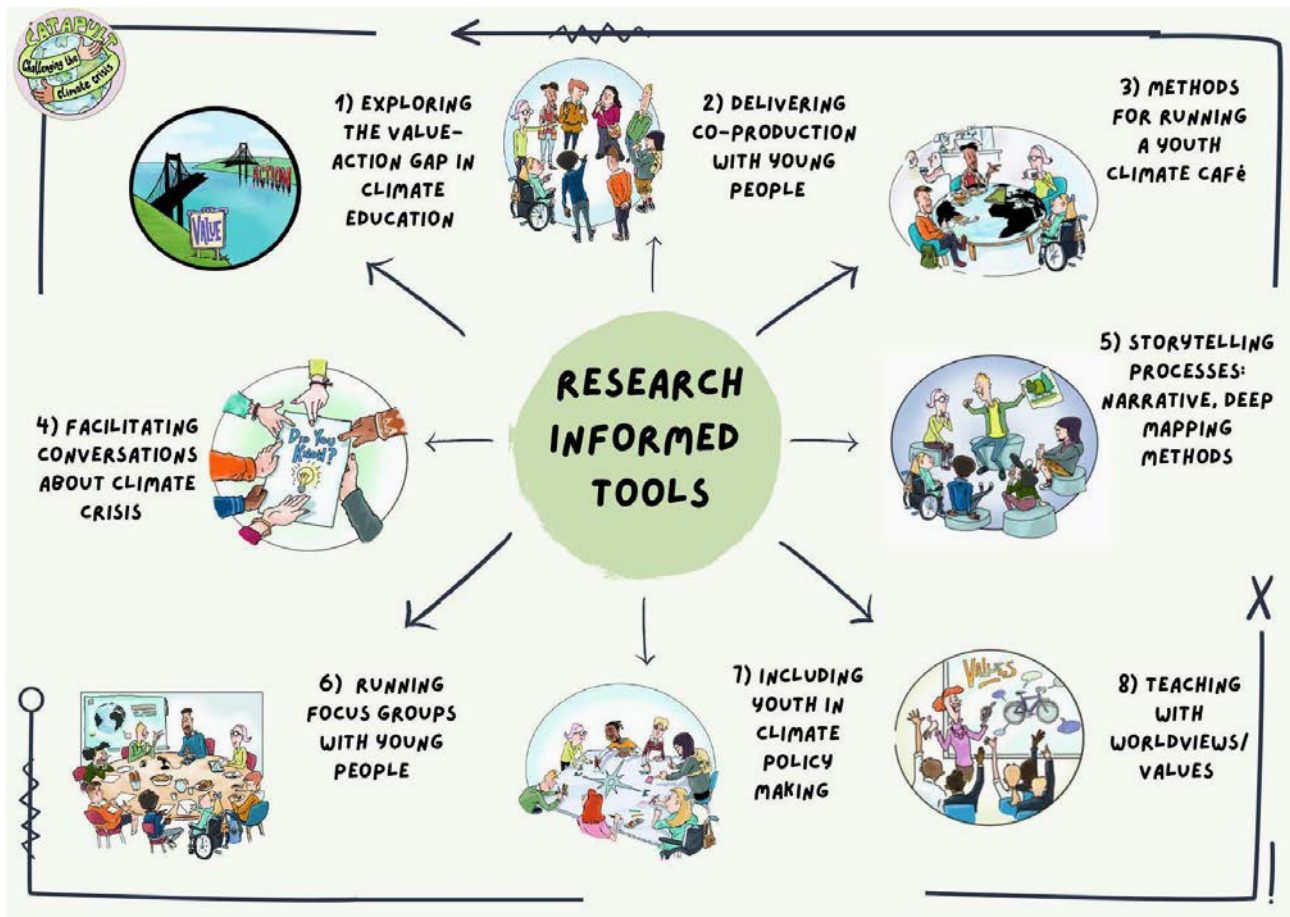 CATAPULT
Challenging the
climate crisis
1) EXPLORING
THE VALUE-
ACTION GAP IN
CLIMATE
EDUCATION
VALUE
ACTION
2) DELIVERING
CO-PRODUCTION
WITH YOUNG
PEOPLE
3) METHODS
FOR RUNNING
A YOUTH
CLIMATE CAFé
RESEARCH
INFORMED
TOOLS
4) FACILITATING
CONVERSATIONS
ABOUT CLIMATE
CRISIS
DID YOU
KNOW?
5) STORYTELLING
PROCESSES:
NARRATIVE, DEEP
MAPPING
METHODS
6) RUNNING
FOCUS GROUPS
WITH YOUNG
PEOPLE
7) INCLUDING
YOUTH IN
CLIMATE
POLICY
MAKING
VALUES
8) TEACHING
WITH
WORLDVIEWS/
VALUES